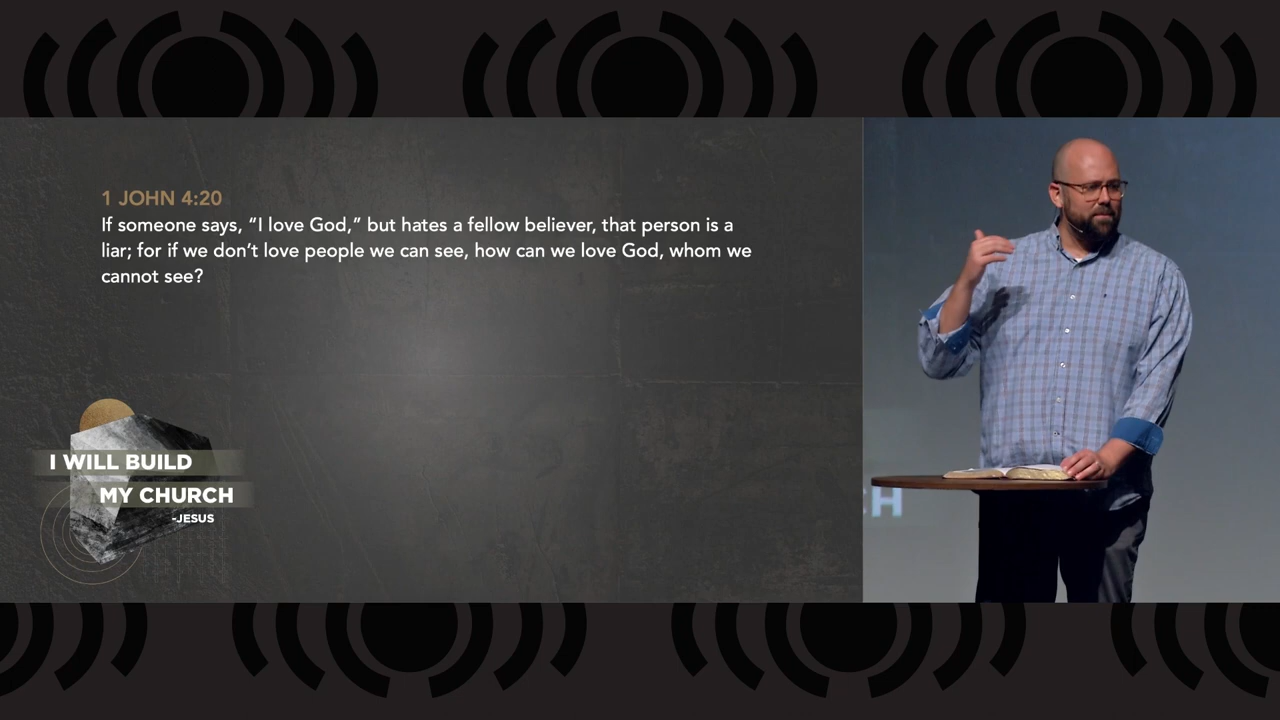 1 JOHN 4:20
If someone says, “I love God,” but hates a fellow believer, that person is a
liar; for if we don’t love people we can see, how can we love God, whom we
cannot see?
I WILL BUILD
MY CHURCH
-JESUS
CH